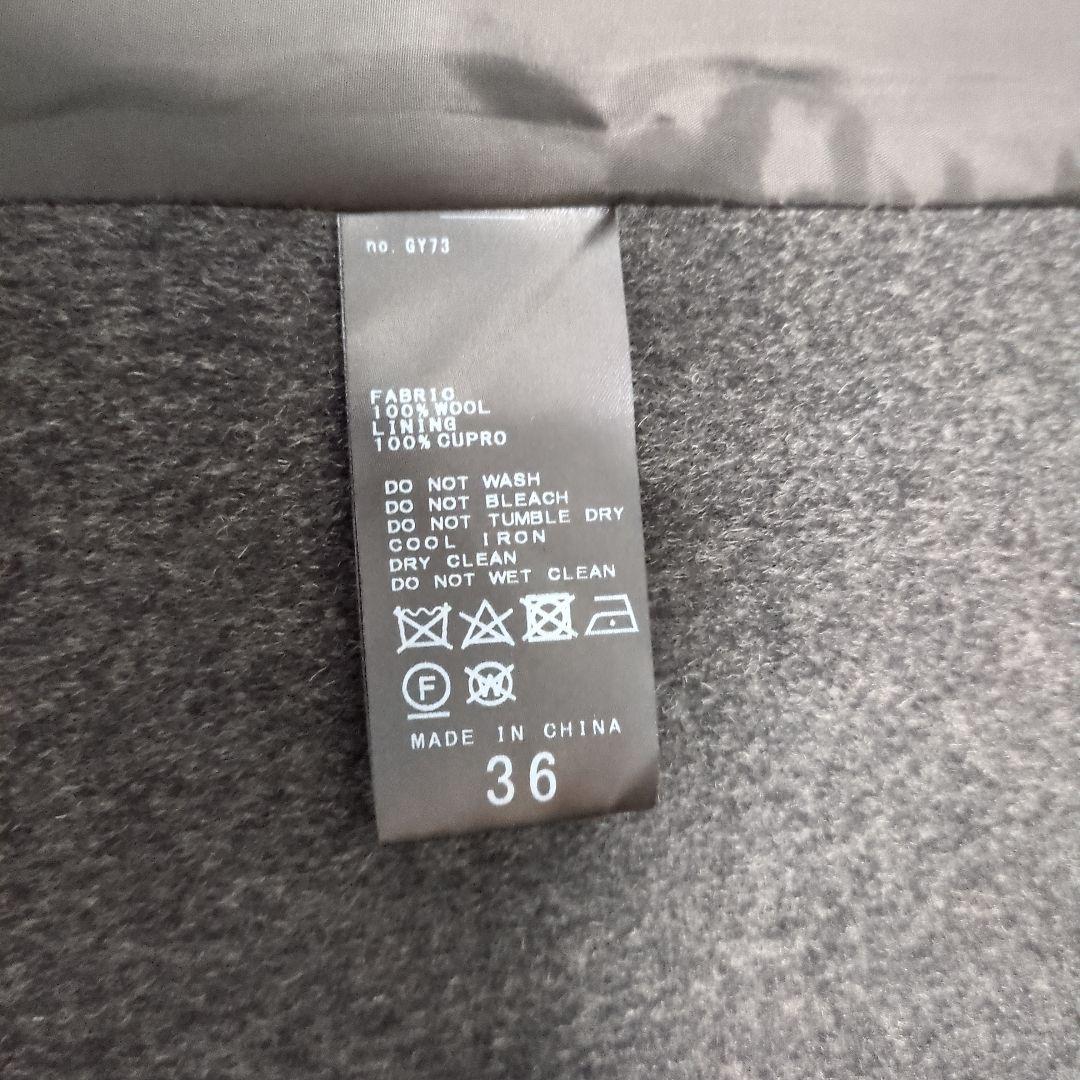 no. GY73
FABRIC
100% WOOL
LINING
100% CUPRO
DO NOT WASH
DO NOT BLEACH
DO NOT TUMBLE DRY
COOL IRON
DRY CLEAN
DO NOT WET CLEAN
F W
MADE IN CHINA
36